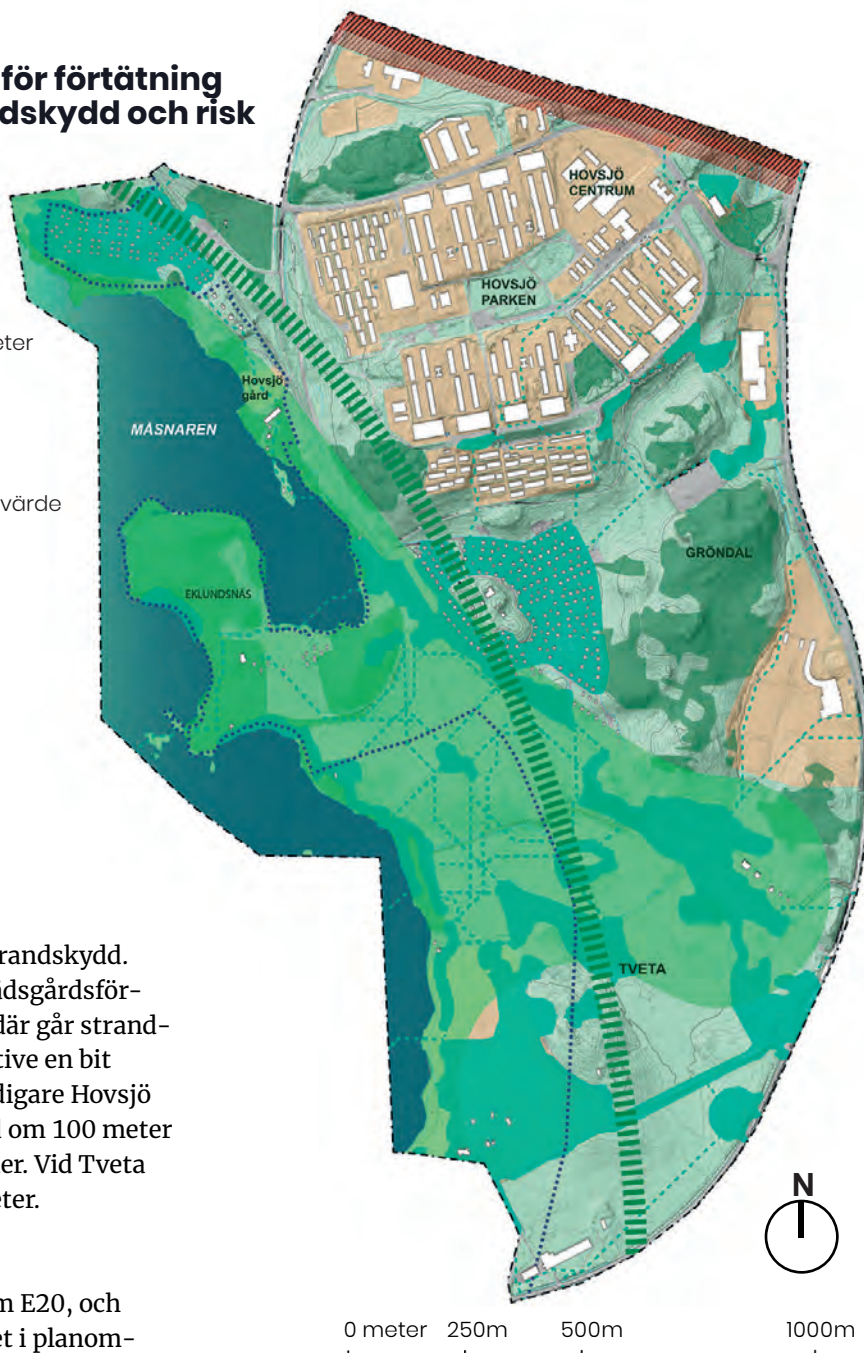 för förtätning
dskydd och risk
eter
värde
HOVSJÖ
CENTRUM
HOVSJÖ
PARKEN
Hovsjö
gård
MÅSNAREN
EKLUNDSNÄS
GRÖNDAL
TVETA
randskydd.
ädsgårdsför-
där går strand-
tive en bit
digare Hovsjö
l om 100 meter
er. Vid Tveta
eter.
m E20, och
et i planom-
N
0 meter 250m 500m 1000m